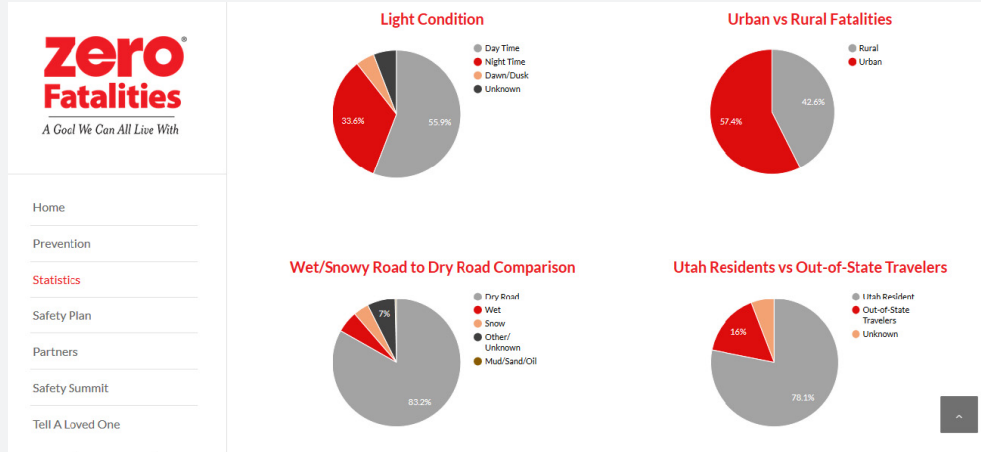 zero®
Fatalities
A Goal We Can All Live With
Home
Prevention
Statistics
Safety Plan
Partners
Safety Summit
Tell A Loved One
Light Condition
Day Time
Night Time
Dawn/Dusk
Unknown
33.6%
55.9%
Urban vs Rural Fatalities
Rural
Urban
42.6%
57.4%
Wet/Snowy Road to Dry Road Comparison
Dry Road
Wet
Snow
Other/
Unknown
Mud/Sand/Oil
7%
83.2%
Utah Residents vs Out-of-State Travelers
Utah Resident
Out-of-State
Travelers
Unknown
16%
78.1%